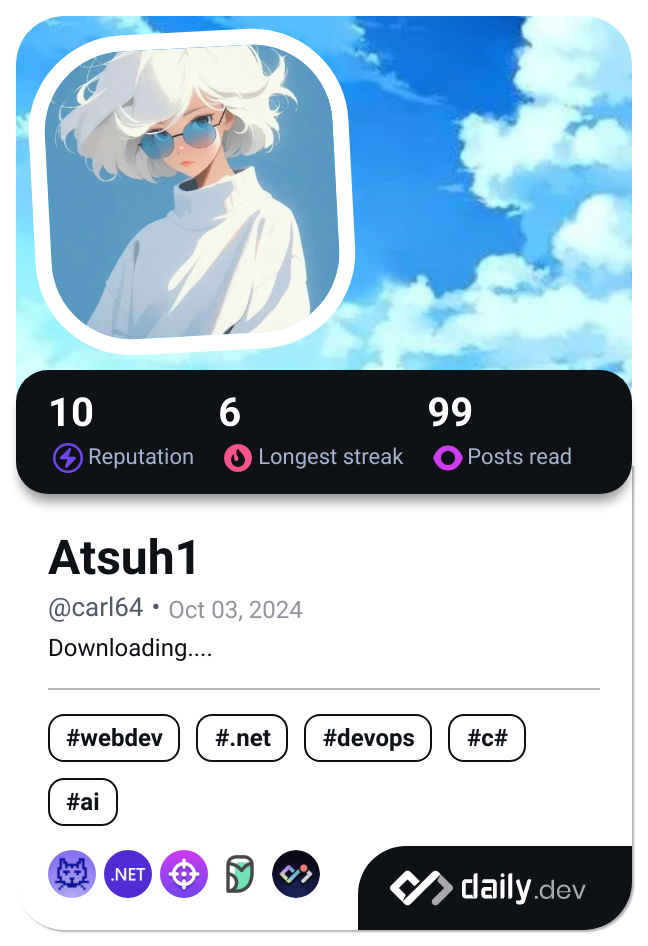 10 6 99
Reputation Longest streak Posts read
Atsuh1
@carl64 • Oct 03, 2024
Downloading....
#webdev #.net #devops #c#
#ai
.NET
daily.dev